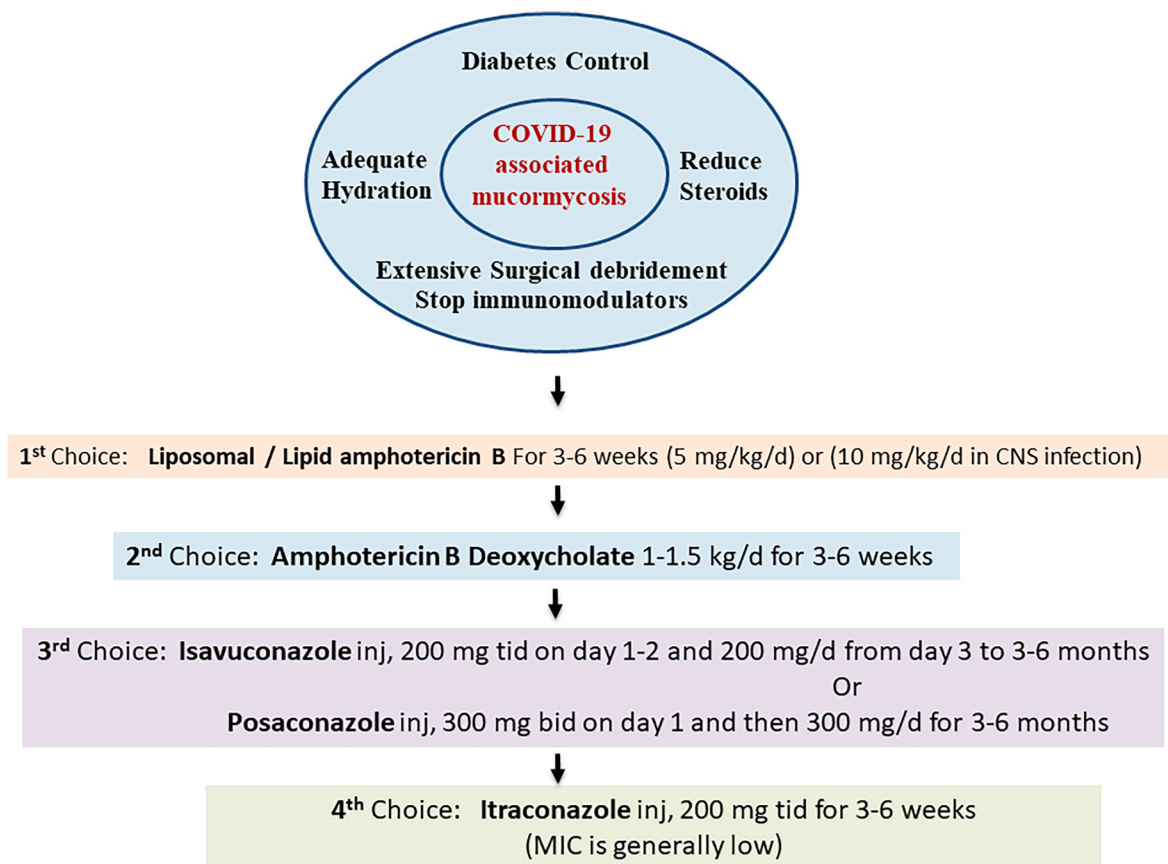 Diabetes Control
COVID-19
associated
mucormycosis
Adequate
Hydration
Reduce
Steroids
Extensive Surgical debridement
Stop immunomodulators
1st Choice: Liposomal / Lipid amphotericin B For 3-6 weeks (5 mg/kg/d) or (10 mg/kg/d in CNS infection)
2nd Choice: Amphotericin B Deoxycholate 1-1.5 kg/d for 3-6 weeks
3rd Choice: Isavuconazole inj, 200 mg tid on day 1-2 and 200 mg/d from day 3 to 3-6 months
Or
Posaconazole inj, 300 mg bid on day 1 and then 300 mg/d for 3-6 months
4th Choice: Itraconazole inj, 200 mg tid for 3-6 weeks
(MIC is generally low)